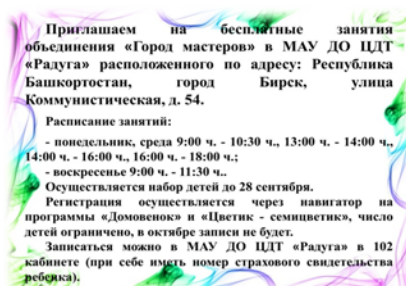 Приглашаем на бесплатные занятия
объединения «Город мастеров» в МАУ ДО ЦДТ
«Радуга» расположенного по адресу: Республика
Башкортостан, город Бирск, улица
Коммунистическая, д. 54.
Расписание занятий:
- понедельник, среда 9:00 ч. - 10:30 ч., 13:00 ч. - 14:00 ч.,
14:00 ч. - 16:00 ч., 16:00 ч. - 18:00 ч.;
- воскресенье 9:00 ч. - 11:30 ч..
Осуществляется набор детей до 28 сентября.
Регистрация осуществляется через навигатор на
программы «Домовенок» и «Цветик - семицветик», число
детей ограничено, в октябре записи не будет.
Записаться можно в МАУ ДО ЦДТ «Радуга» в 102
кабинете (при себе иметь номер страхового свидетельства
ребенка).